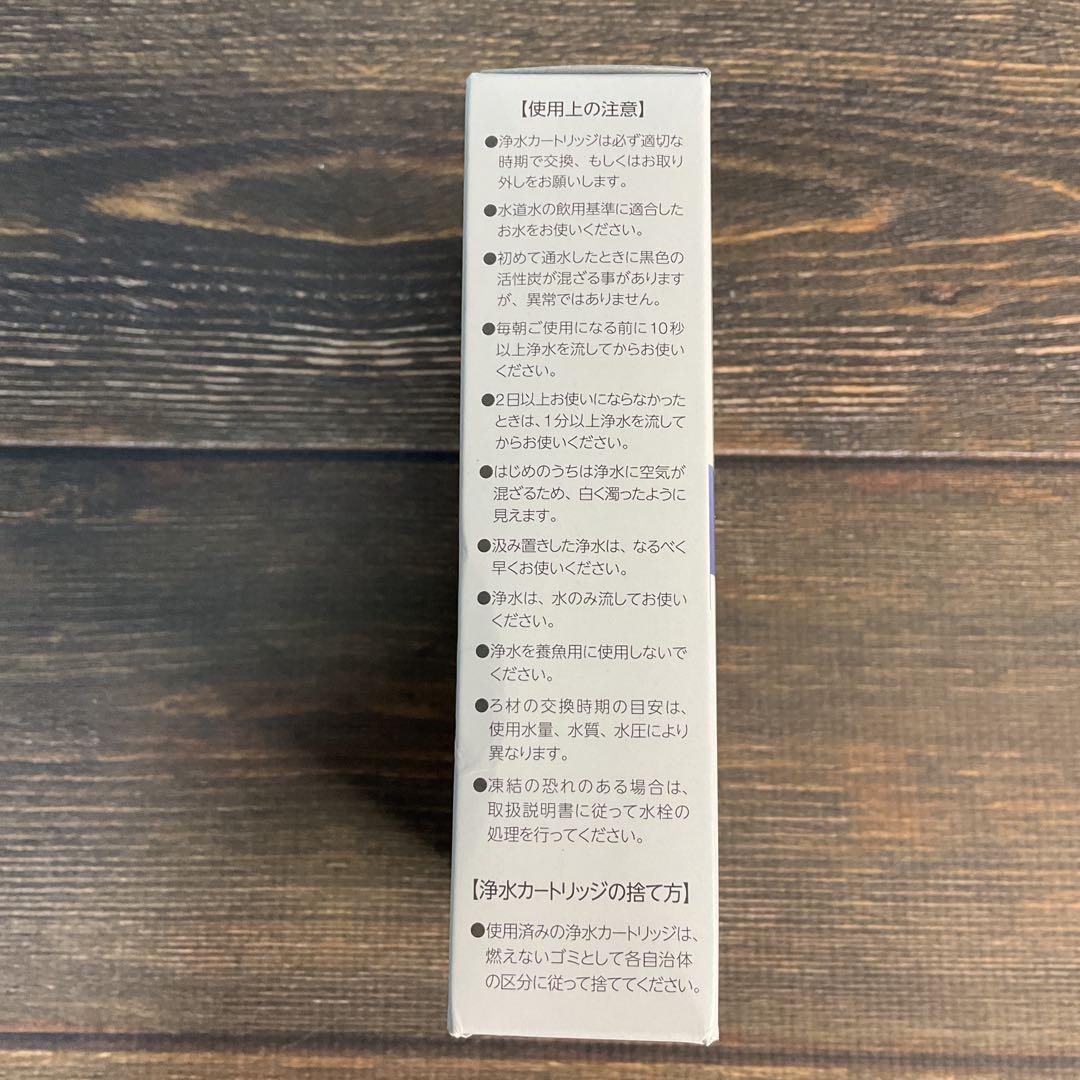 【使用上の注意】
●浄水カートリッジは必ず適切な
時期で交換、もしくはお取り
外しをお願いします。
●水道水の飲用基準に適合した
お水をお使いください。
●初めて通水したときに黒色の
活性炭が混ざる事があります
が、異常ではありません。
●毎朝ご使用になる前に10秒
以上浄水を流してからお使い
ください。
●2日以上お使いにならなかった
ときは、1分以上浄水を流して
からお使いください。
●はじめのうちは浄水に空気が
混ざるため、白く濁ったように
見えます。
●汲み置きした浄水は、なるべく
早くお使いください。
●浄水は、水のみ流してお使い
ください。
●浄水を養魚用に使用しないで
ください。
●ろ材の交換時期の目安は、
使用水量、水質、水圧により
異なります。
●凍結の恐れのある場合は、
取扱説明書に従って水栓の
処理を行ってください。
【浄水カートリッジの捨て方】
●使用済みの浄水カートリッジは、
燃えないゴミとして各自治体
の区分に従って捨ててください。